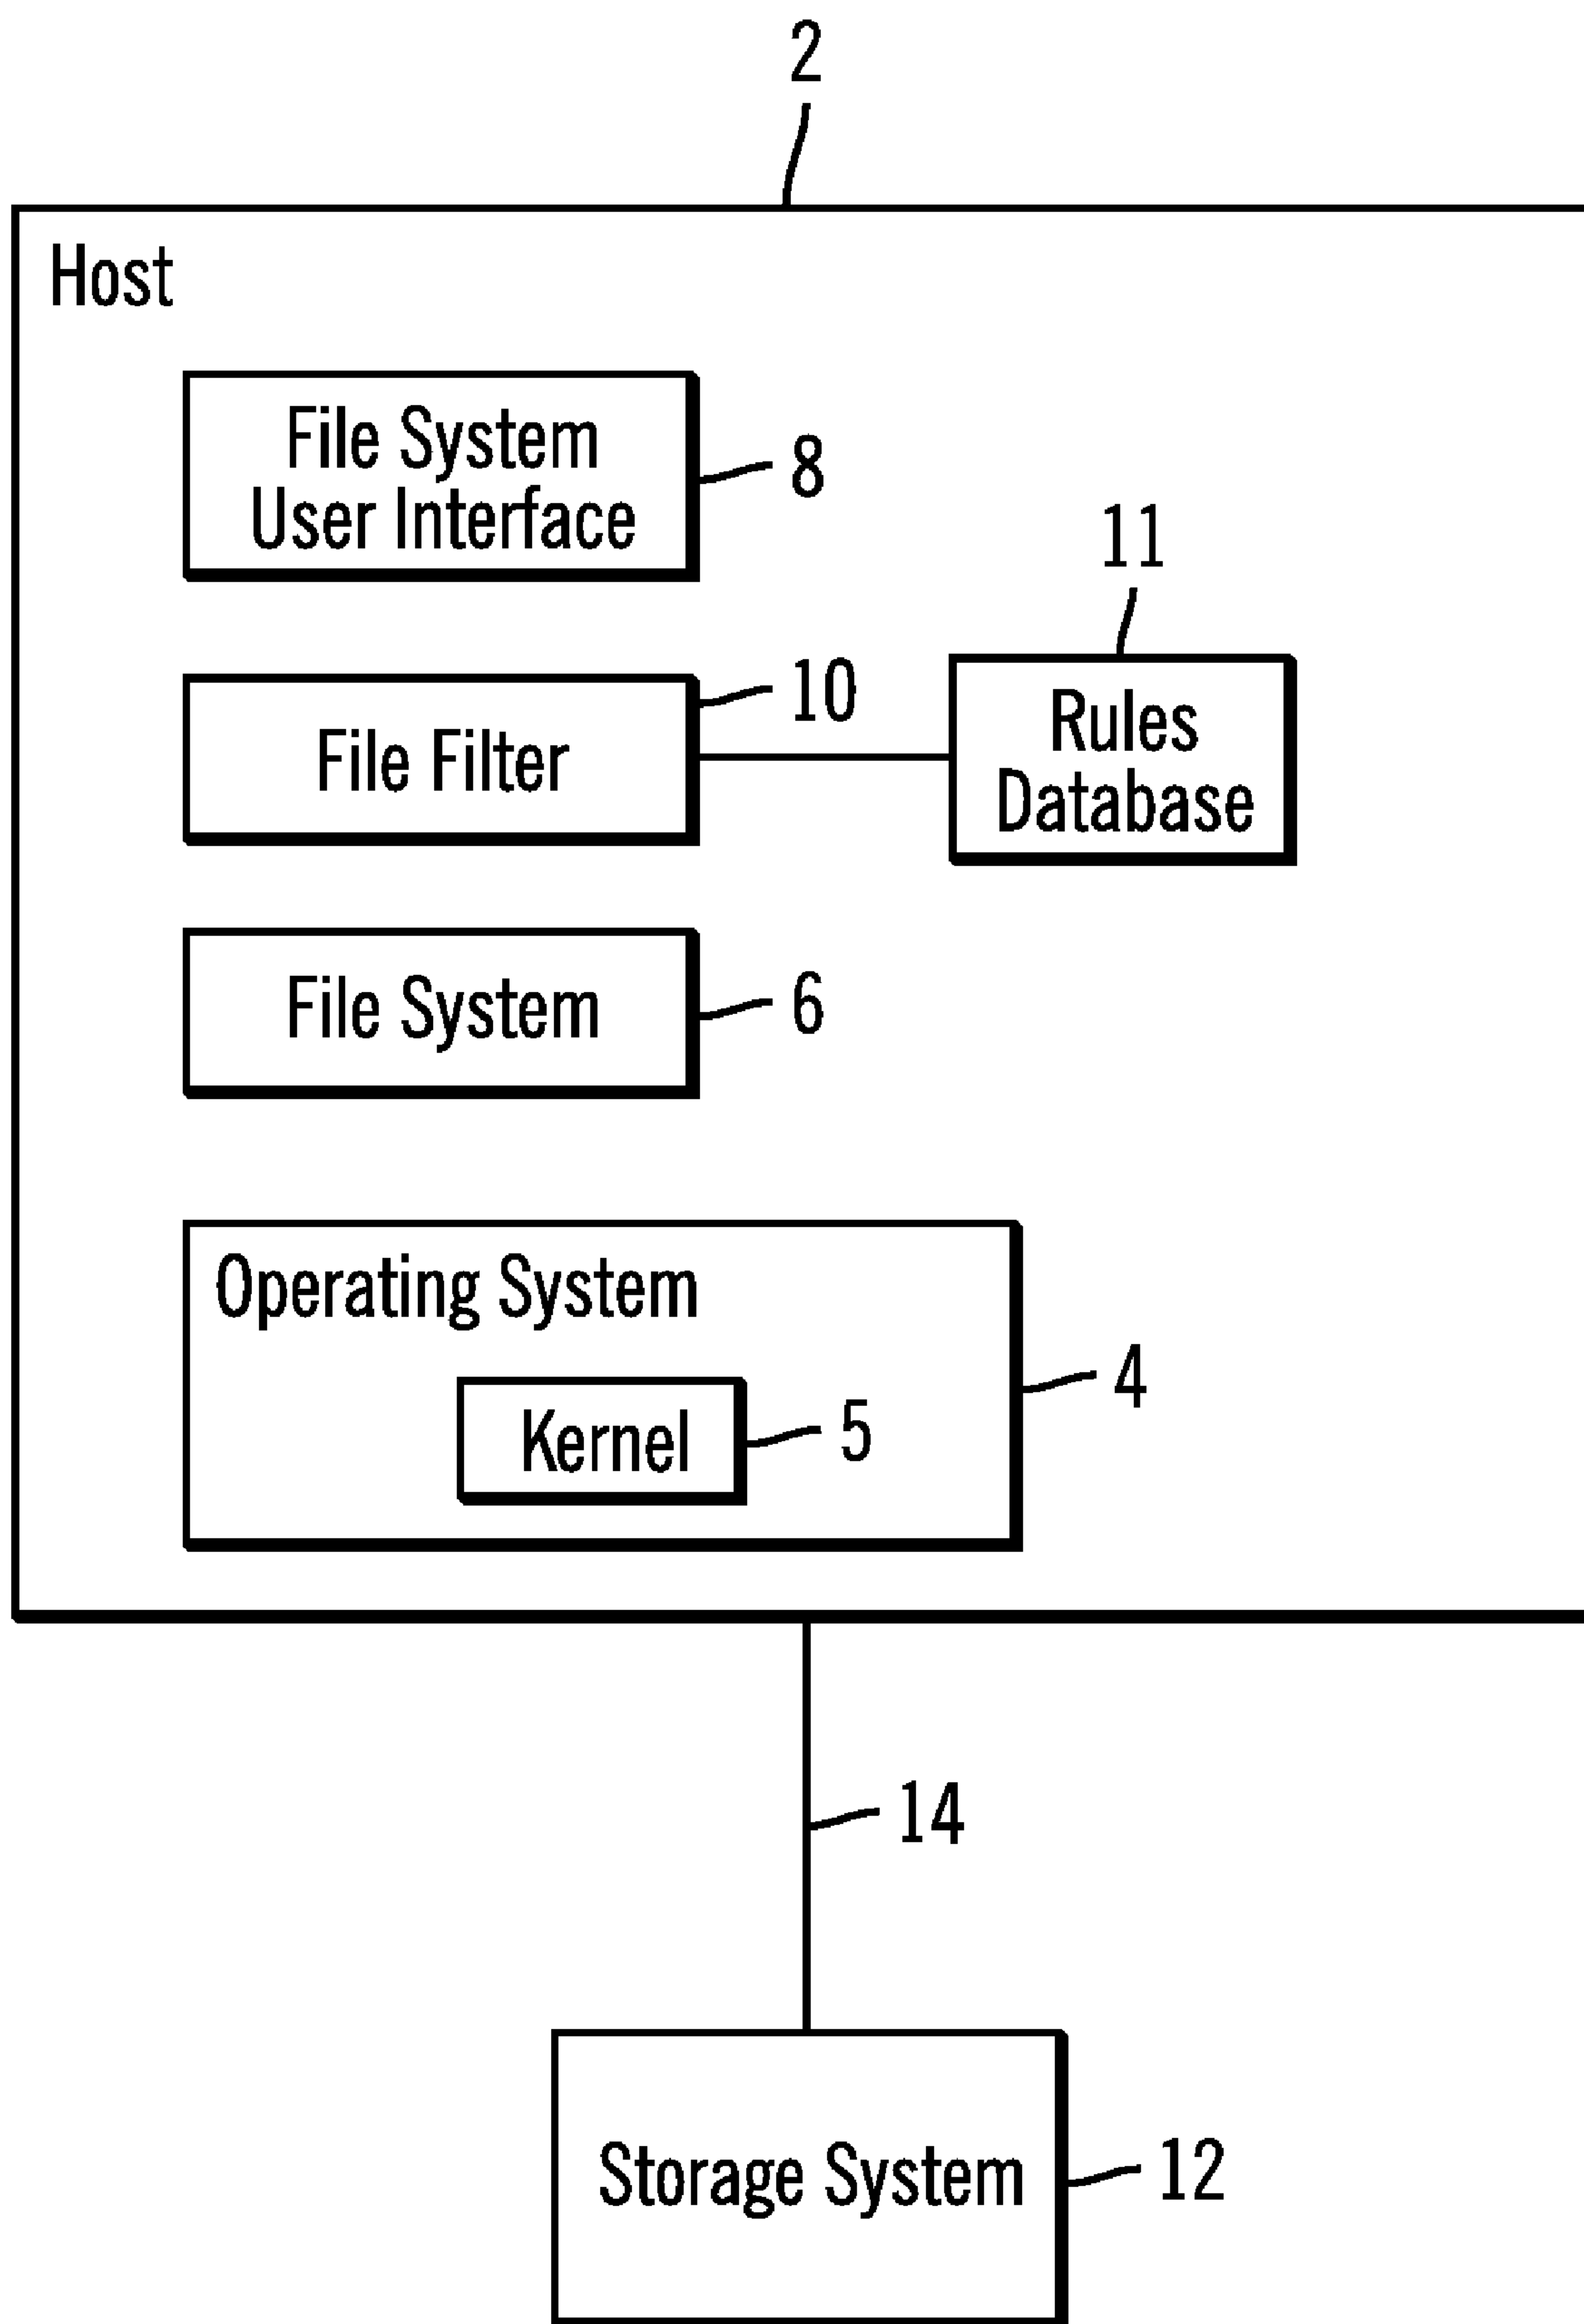 2
Host
File System
User Interface
8
11
10
File Filter
Rules
Database
File System
6
Operating System
4
Kernel
5
14
Storage System
12